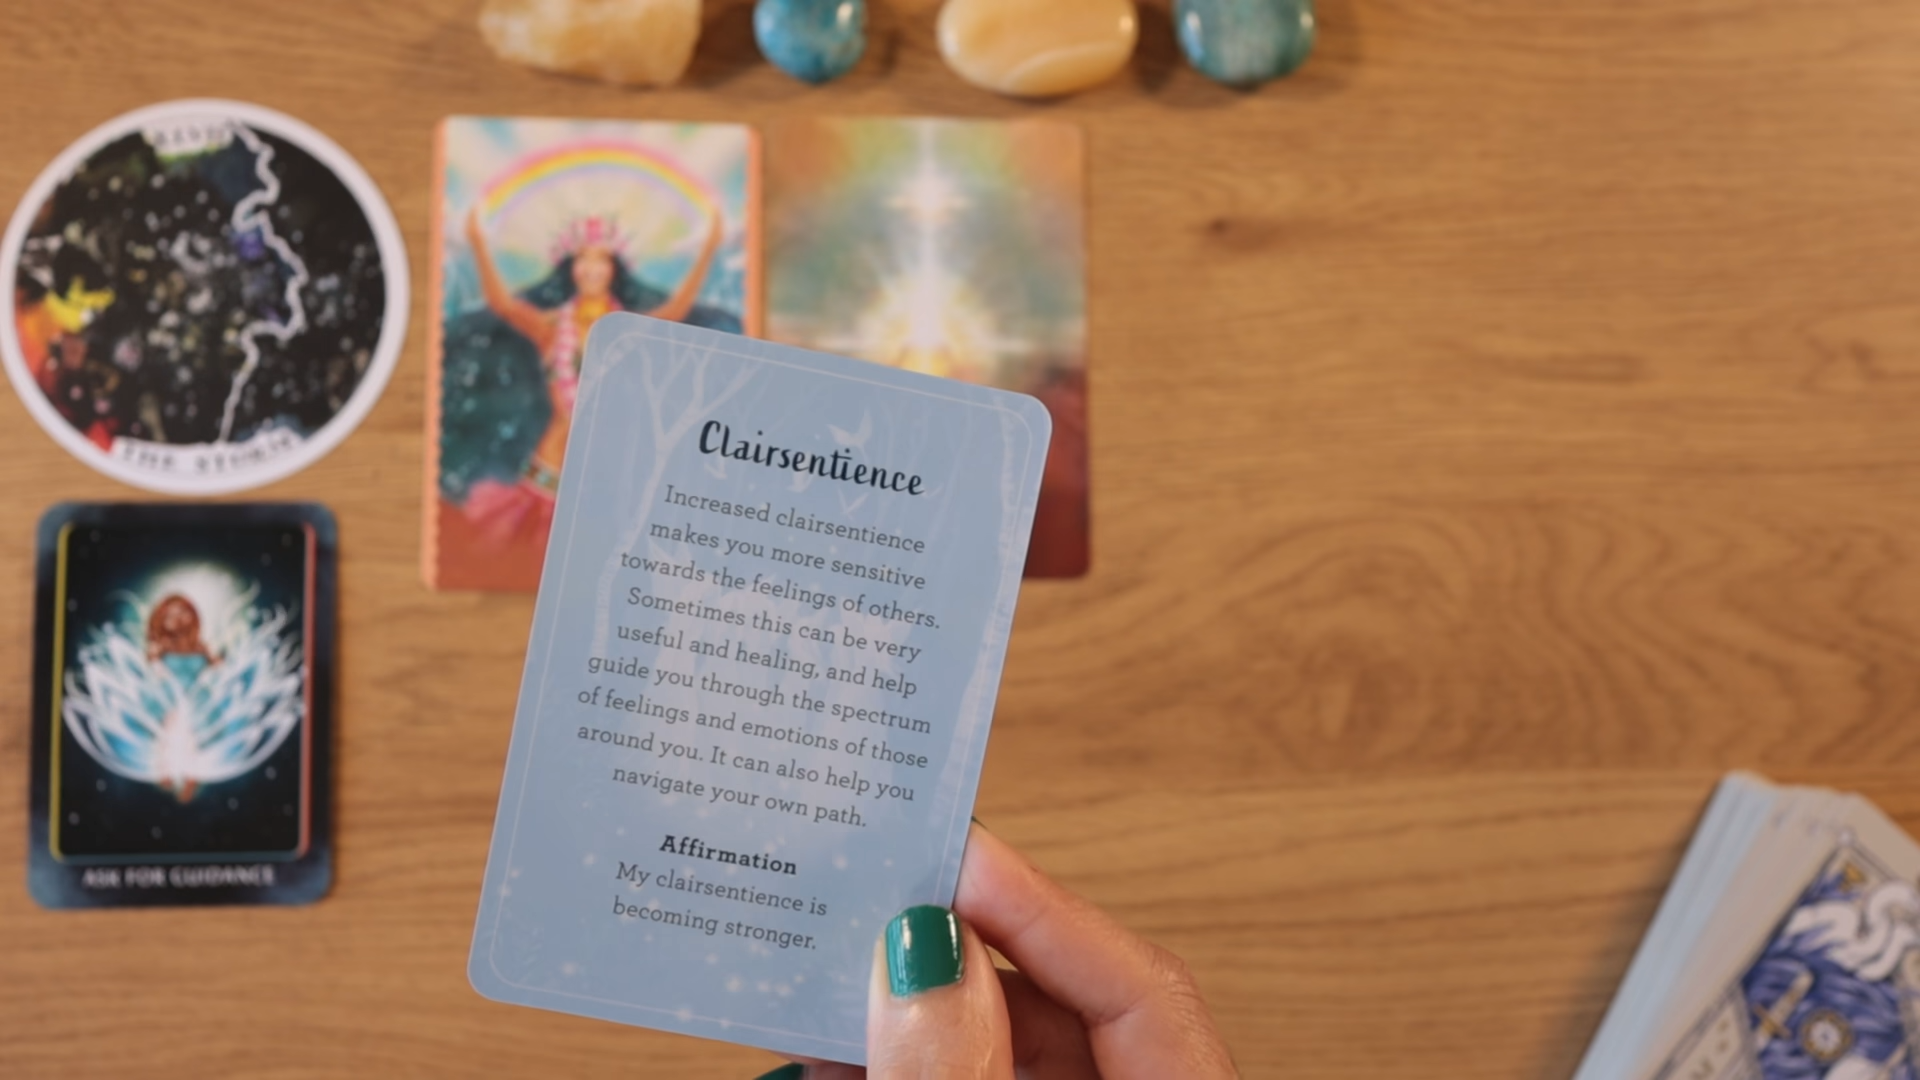 THE STORM
ASK FOR GUIDANCE
Clairsentience
Increased clairsentience
makes you more sensitive
towards the feelings of others.
Sometimes this can be very
useful and healing, and help
guide you through the spectrum
of feelings and emotions of those
around you. It can also help you
navigate your own path.
Affirmation
My clairsentience is
becoming stronger.